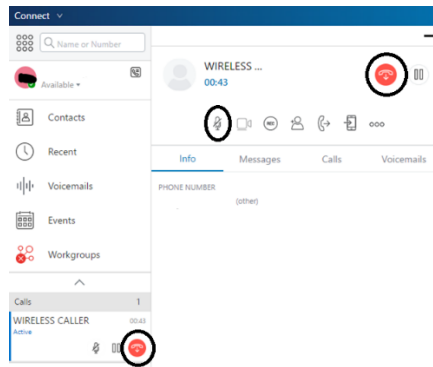 Connect
Name or Number
Available
Contacts
Recent
Voicemails
Events
Workgroups
Calls 1
WIRELESS CALLER 00:43
Active
WIRELESS ...
00:43
REC
Info Messages Calls Voicemails
PHONE NUMBER
(other)